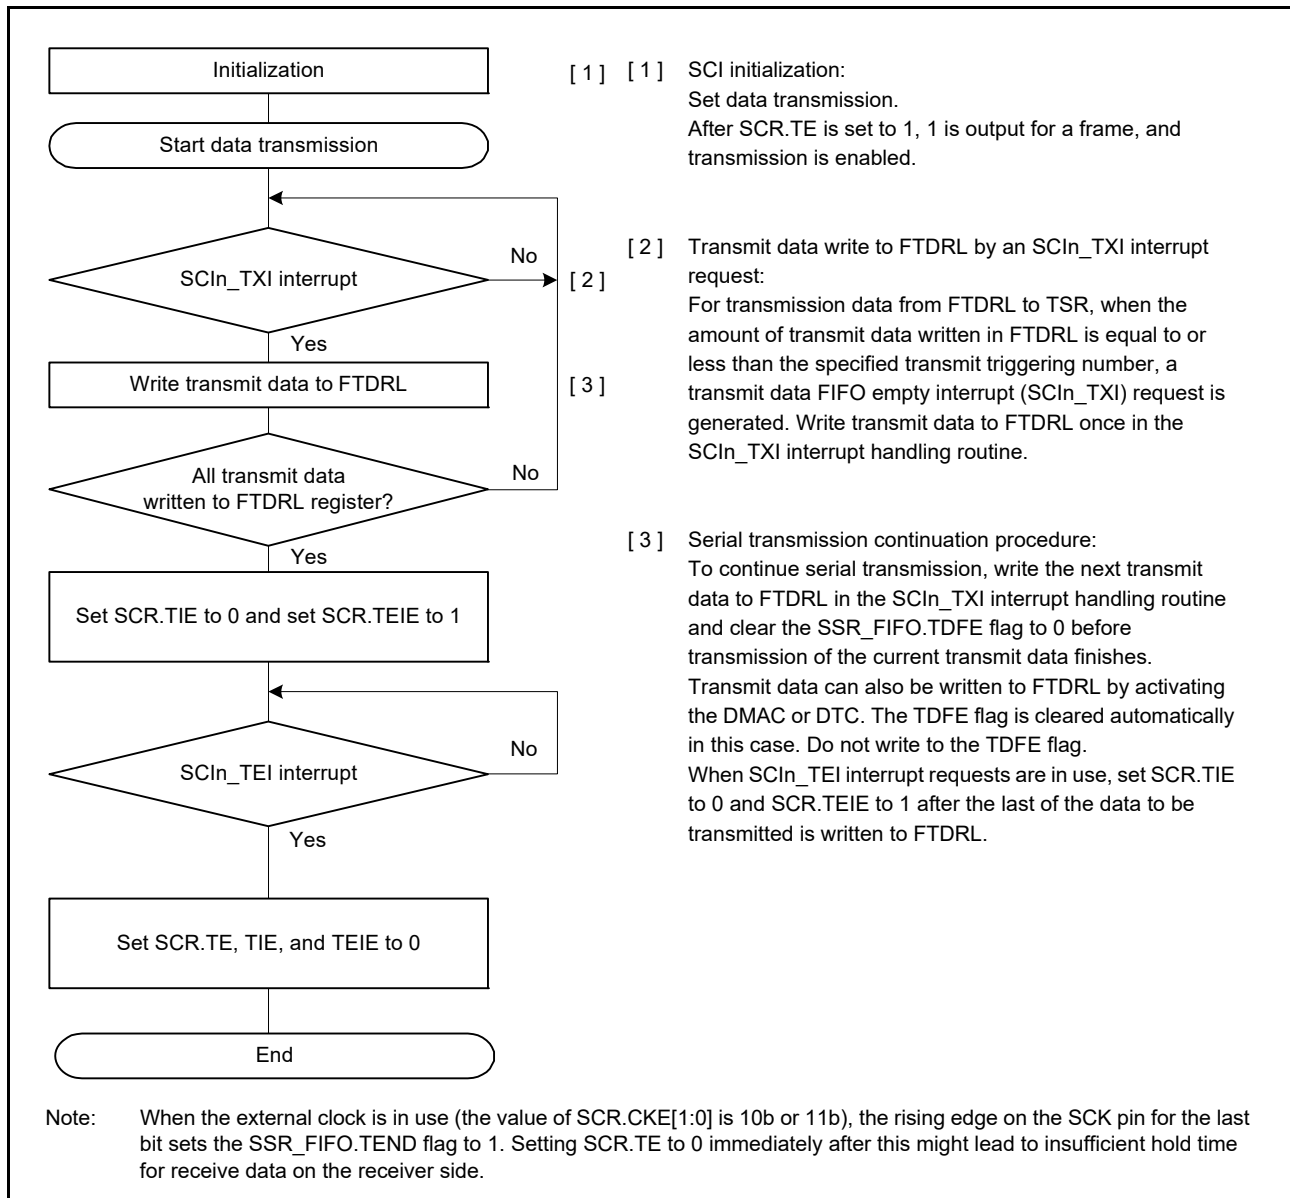 Initialization
[ 1 ]
Start data transmission
SCIn_TXI interrupt
No
[ 2 ]
Yes
Write transmit data to FTDRL
[ 3 ]
All transmit data
written to FTDRL register?
No
Yes
Set SCR.TIE to 0 and set SCR.TEIE to 1
SCIn_TEI interrupt
No
Yes
Set SCR.TE, TIE, and TEIE to 0
End
[ 1 ] SCI initialization:
Set data transmission.
After SCR.TE is set to 1, 1 is output for a frame, and
transmission is enabled.
[ 2 ] Transmit data write to FTDRL by an SCIn_TXI interrupt
request:
For transmission data from FTDRL to TSR, when the
amount of transmit data written in FTDRL is equal to or
less than the specified transmit triggering number, a
transmit data FIFO empty interrupt (SCIn_TXI) request is
generated. Write transmit data to FTDRL once in the
SCIn_TXI interrupt handling routine.
[ 3 ] Serial transmission continuation procedure:
To continue serial transmission, write the next transmit
data to FTDRL in the SCIn_TXI interrupt handling routine
and clear the SSR_FIFO.TDFE flag to 0 before
transmission of the current transmit data finishes.
Transmit data can also be written to FTDRL by activating
the DMAC or DTC. The TDFE flag is cleared automatically
in this case. Do not write to the TDFE flag.
When SCIn_TEI interrupt requests are in use, set SCR.TIE
to 0 and SCR.TEIE to 1 after the last of the data to be
transmitted is written to FTDRL.
Note: When the external clock is in use (the value of SCR.CKE[1:0] is 10b or 11b), the rising edge on the SCK pin for the last
bit sets the SSR_FIFO.TEND flag to 1. Setting SCR.TE to 0 immediately after this might lead to insufficient hold time
for receive data on the receiver side.